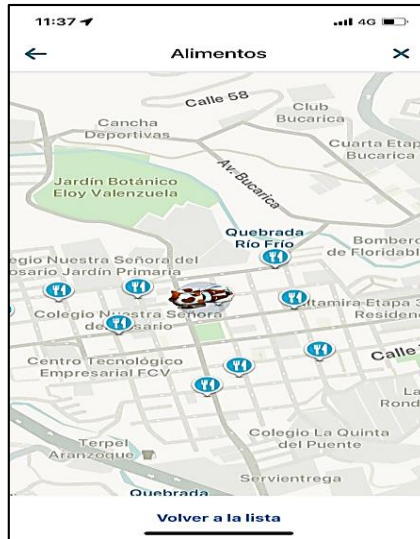 11:37
4G
Alimentos
Calle 58
Club
Bucarica
Cancha
Deportivas
Cuarta Etap
Bucarica
Av. Bucarica
Jardín Botánico
Eloy Valenzuela
Quebrada
Río Frío
Bombero
de Floridabl
egio Nuestra Señora del
osario Jardín Primaria
ltamira Etapa
Residenc
Colegio Nuestra Señora
del Rosario
Calle
Centro Tecnológico
Empresarial FCV
La
Rond
Colegio La Quinta
del Puente
Terpel
Aranzoque
Servientrega
Quebrada
Volver a la lista